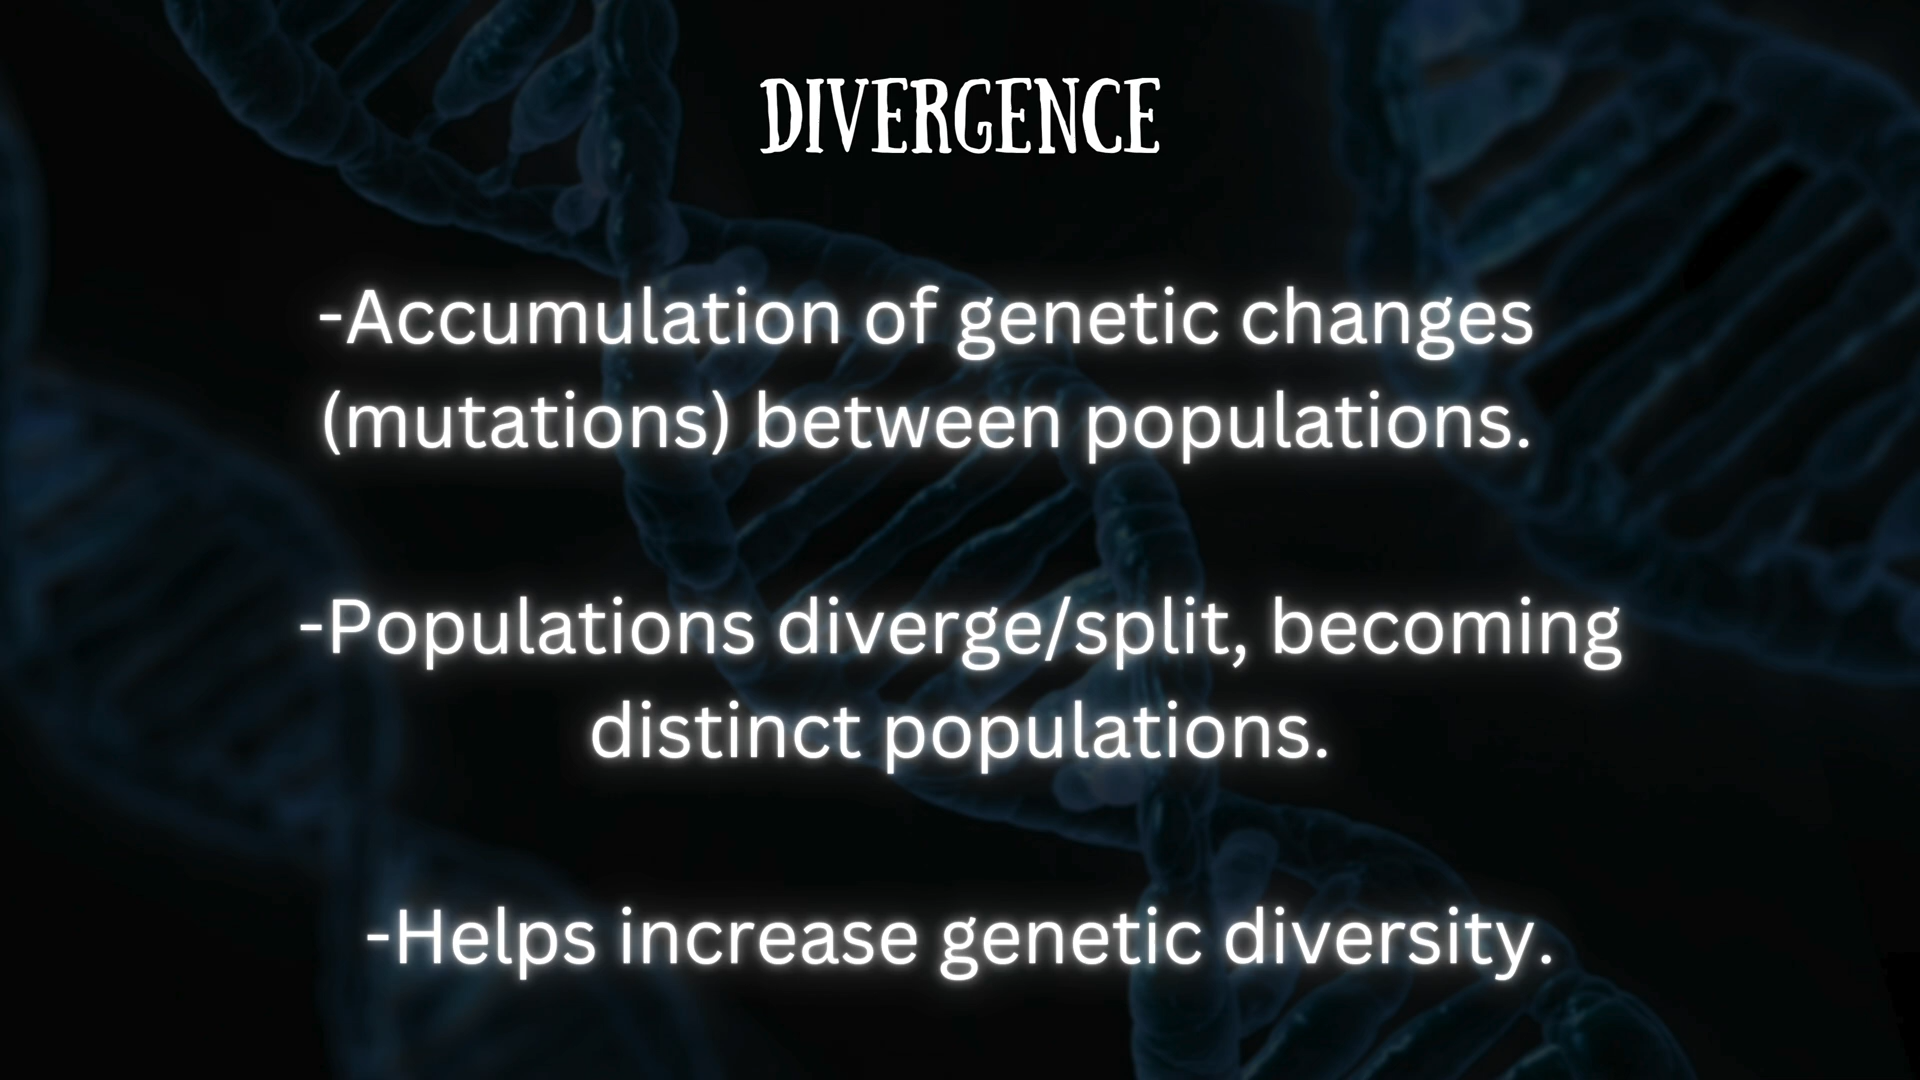 DIVERGENCE
-Accumulation of genetic changes
(mutations) between populations.
-Populations diverge/split, becoming
distinct populations.
-Helps increase genetic diversity.